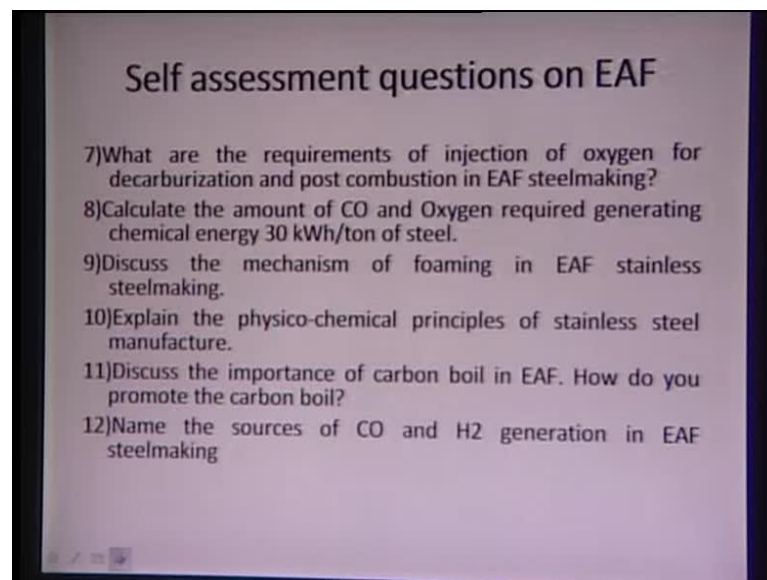 Self assessment questions on EAF
7)What are the requirements of injection of oxygen for
decarburization and post combustion in EAF steelmaking?
8)Calculate the amount of CO and Oxygen required generating
chemical energy 30 kWh/ton of steel.
9)Discuss the mechanism of foaming in EAF stainless
steelmaking.
10)Explain the physico-chemical principles of stainless steel
manufacture.
11)Discuss the importance of carbon boil in EAF. How do you
promote the carbon boil?
12)Name the sources of CO and H2 generation in EAF
steelmaking